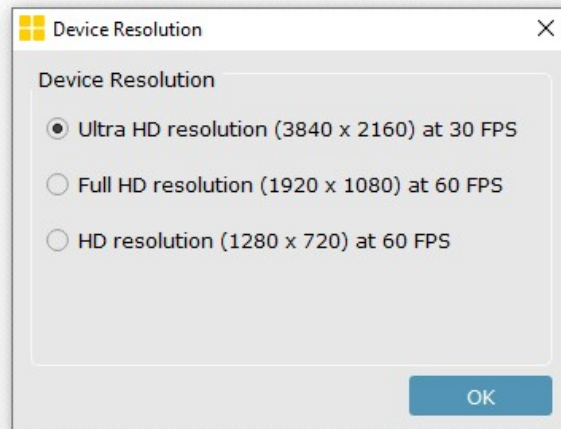 Device Resolution
Device Resolution
Ultra HD resolution (3840 x 2160) at 30 FPS
Full HD resolution (1920 x 1080) at 60 FPS
HD resolution (1280 x 720) at 60 FPS
OK